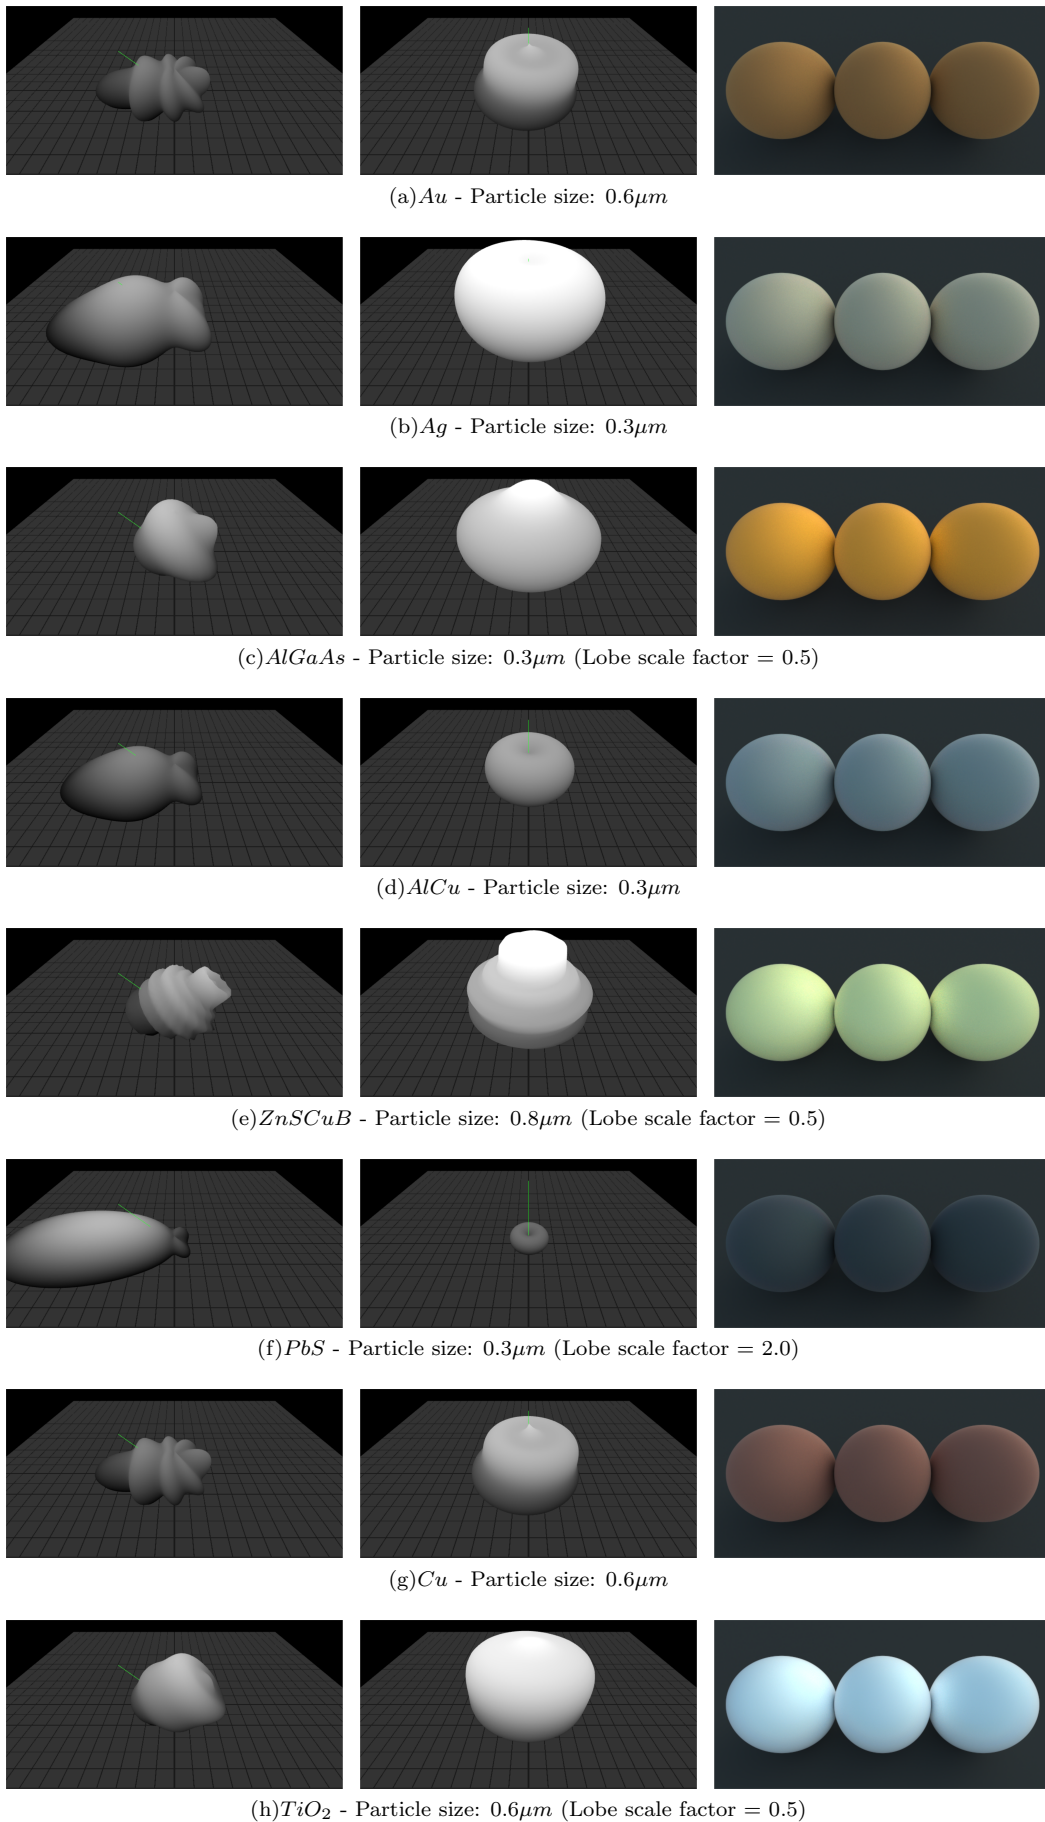 (a)Au - Particle size: 0.6μm
(b)Ag - Particle size: 0.3μm
(c)AlGaAs - Particle size: 0.3μm (Lobe scale factor = 0.5)
(d)AlCu - Particle size: 0.3μm
(e)ZnSCuB - Particle size: 0.8μm (Lobe scale factor = 0.5)
(f)PbS - Particle size: 0.3μm (Lobe scale factor = 2.0)
(g)Cu - Particle size: 0.6μm
(h)TiO₂ - Particle size: 0.6μm (Lobe scale factor = 0.5)